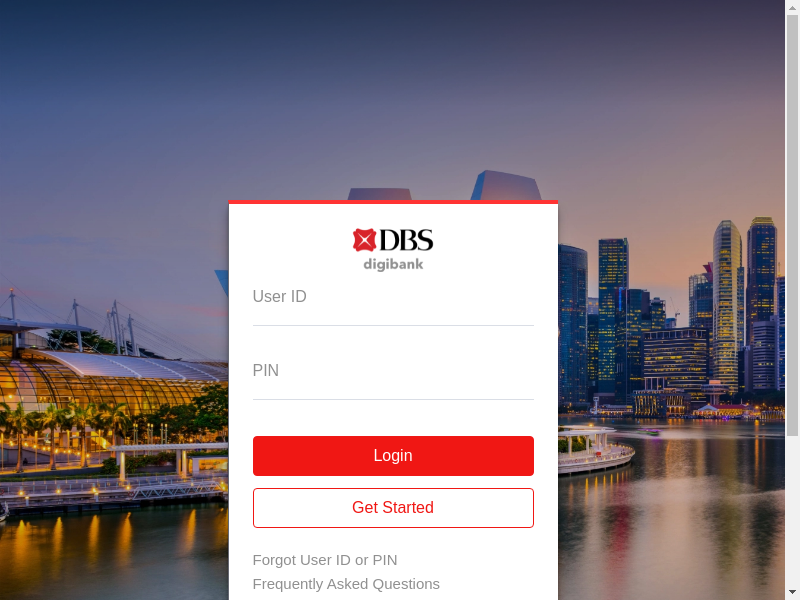 DBS
digibank
User ID
PIN
Login
Get Started
Forgot User ID or PIN
Frequently Asked Questions